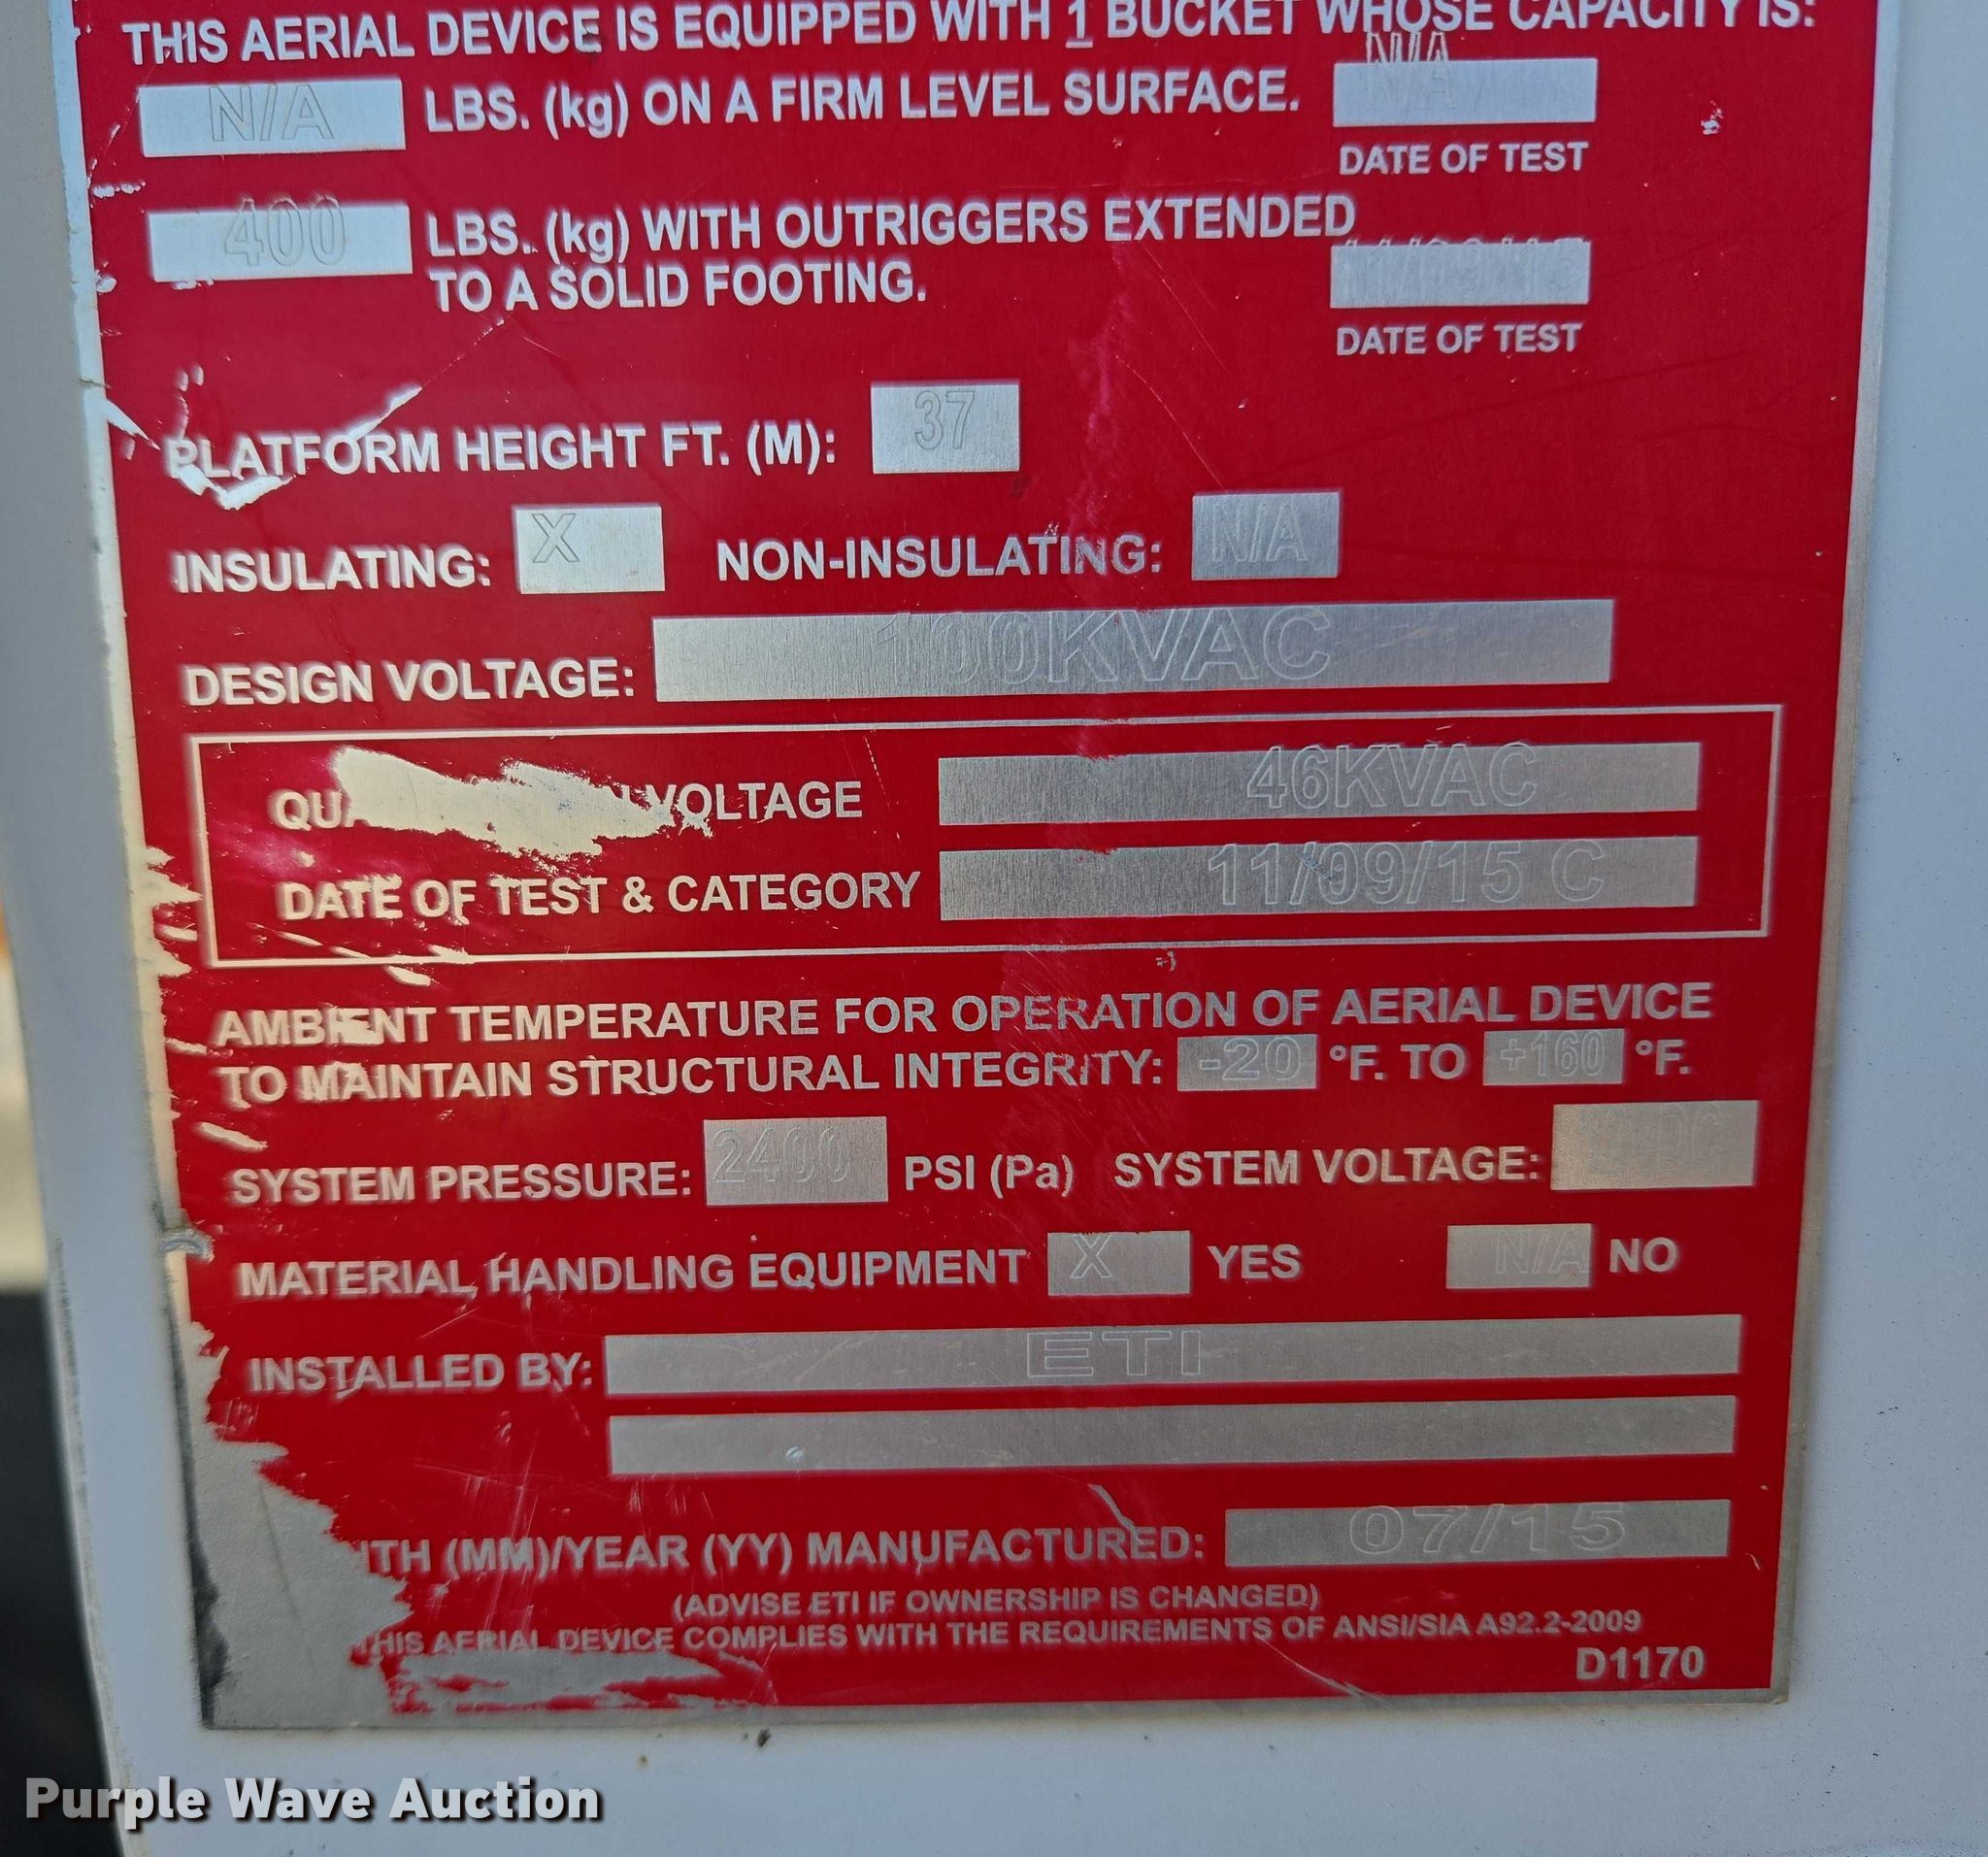 THIS AERIAL DEVICE IS EQUIPPED WITH 1 BUCKET WHOSE CAPACITY IS:
N/A LBS. (kg) ON A FIRM LEVEL SURFACE. N/A
DATE OF TEST
400 LBS. (kg) WITH OUTRIGGERS EXTENDED
TO A SOLID FOOTING.
DATE OF TEST
PLATFORM HEIGHT FT. (M): 37
INSULATING: X NON-INSULATING: N/A
DESIGN VOLTAGE: 100KVAC
VOLTAGE 46KVAC
DATE OF TEST & CATEGORY 11/09/15 C
AMBIENT TEMPERATURE FOR OPERATION OF AERIAL DEVICE
TO MAINTAIN STRUCTURAL INTEGRITY: -20 °F. TO +160 °F.
SYSTEM PRESSURE: 2400 PSI (Pa) SYSTEM VOLTAGE:
MATERIAL HANDLING EQUIPMENT X YES N/A NO
INSTALLED BY: ETI
(MM)/YEAR (YY) MANUFACTURED: 07/15
(ADVISE ETI IF OWNERSHIP IS CHANGED)
THIS AERIAL DEVICE COMPLIES WITH THE REQUIREMENTS OF ANSI/SIA A92.2-2009
D1170
Purple Wave Auction